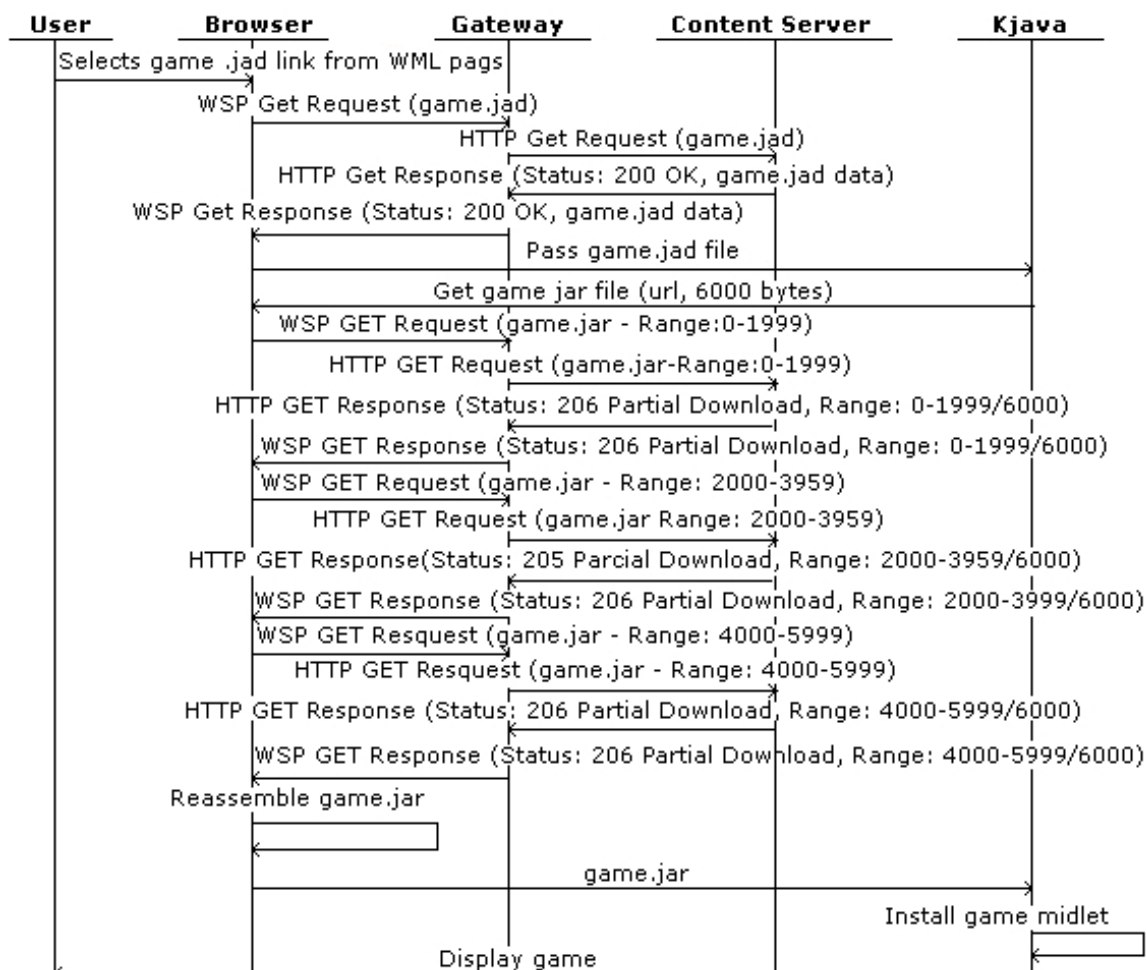 User Browser Gateway Content Server Kjava
Selects game .jad link from WML pags
WSP Get Request (game.jad)
HTTP Get Request (game.jad)
HTTP Get Response (Status: 200 OK, game.jad data)
WSP Get Response (Status: 200 OK, game.jad data)
Pass game.jad file
Get game jar file (url, 6000 bytes)
WSP GET Request (game.jar - Range:0-1999)
HTTP GET Request (game.jar-Range:0-1999)
HTTP GET Response (Status: 206 Partial Download, Range: 0-1999/6000)
WSP GET Response (Status: 206 Partial Download, Range: 0-1999/6000)
WSP GET Request (game.jar - Range: 2000-3959)
HTTP GET Request (game.jar Range: 2000-3959)
HTTP GET Response(Status: 205 Parcial Download, Range: 2000-3959/6000)
WSP GET Response (Status: 206 Partial Download, Range: 2000-3999/6000)
WSP GET Resquest (game.jar - Range: 4000-5999)
HTTP GET Resquest (game.jar - Range: 4000-5999)
HTTP GET Response (Status: 206 Partial Download, Range: 4000-5999/6000)
WSP GET Response (Status: 206 Partial Download, Range: 4000-5999/6000)
Reassemble game.jar
game.jar
Install game midlet
Display game